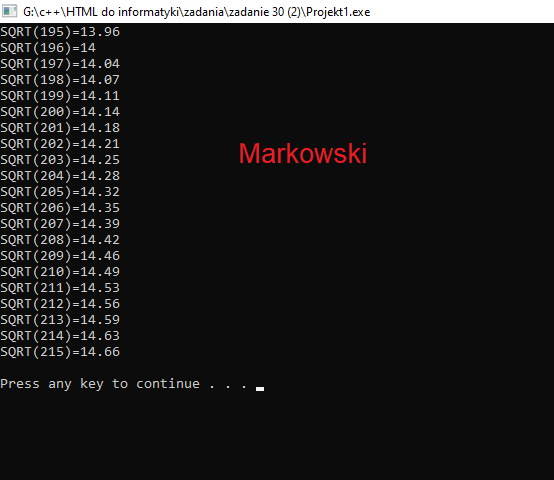 G:\c++\HTML do informatyki\zadania\zadanie 30 (2)\Projekt1.exe
SQRT(195)=13.96
SQRT(196)=14
SQRT(197)=14.04
SQRT(198)=14.07
SQRT(199)=14.11
SQRT(200)=14.14
SQRT(201)=14.18
SQRT(202)=14.21
Markowski
SQRT(203)=14.25
SQRT(204)=14.28
SQRT(205)=14.32
SQRT(206)=14.35
SQRT(207)=14.39
SQRT(208)=14.42
SQRT(209)=14.46
SQRT(210)=14.49
SQRT(211)=14.53
SQRT(212)=14.56
SQRT(213)=14.59
SQRT(214)=14.63
SQRT(215)=14.66
Press any key to continue . . .